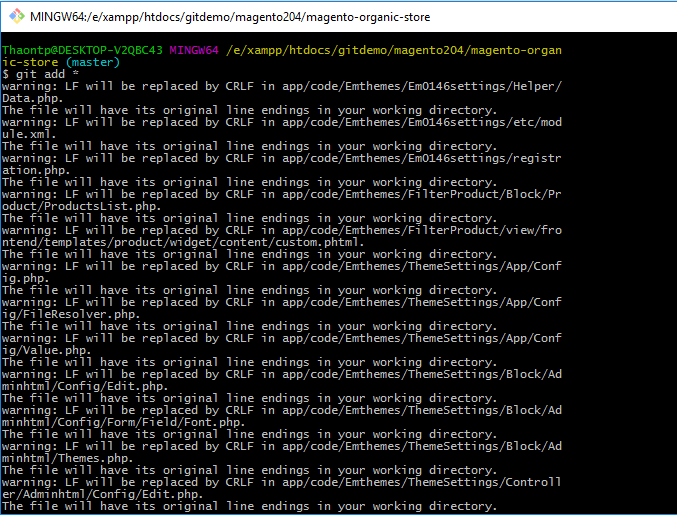 MINGW64:/e/xampp/htdocs/gitdemo/magento204/magento-organic-store
Thaontp@DESKTOP-V2QBC43 MINGW64 /e/xampp/htdocs/gitdemo/magento204/magento-organ
ic-store (master)
$ git add *
warning: LF will be replaced by CRLF in app/code/Emthemes/Em0146settings/Helper/
Data.php.
The file will have its original line endings in your working directory.
warning: LF will be replaced by CRLF in app/code/Emthemes/Em0146settings/etc/mod
ule.xml.
The file will have its original line endings in your working directory.
warning: LF will be replaced by CRLF in app/code/Emthemes/Em0146settings/registr
ation.php.
The file will have its original line endings in your working directory.
warning: LF will be replaced by CRLF in app/code/Emthemes/FilterProduct/Block/Pr
oduct/ProductsList.php.
The file will have its original line endings in your working directory.
warning: LF will be replaced by CRLF in app/code/Emthemes/FilterProduct/view/fro
ntend/templates/product/widget/content/custom.phtml.
The file will have its original line endings in your working directory.
warning: LF will be replaced by CRLF in app/code/Emthemes/ThemeSettings/App/Conf
ig.php.
The file will have its original line endings in your working directory.
warning: LF will be replaced by CRLF in app/code/Emthemes/ThemeSettings/App/Conf
ig/FileResolver.php.
The file will have its original line endings in your working directory.
warning: LF will be replaced by CRLF in app/code/Emthemes/ThemeSettings/App/Conf
ig/Value.php.
The file will have its original line endings in your working directory.
warning: LF will be replaced by CRLF in app/code/Emthemes/ThemeSettings/Block/Ad
minhtml/Config/Edit.php.
The file will have its original line endings in your working directory.
warning: LF will be replaced by CRLF in app/code/Emthemes/ThemeSettings/Block/Ad
minhtml/Config/Form/Field/Font.php.
The file will have its original line endings in your working directory.
warning: LF will be replaced by CRLF in app/code/Emthemes/ThemeSettings/Block/Ad
minhtml/Themes.php.
The file will have its original line endings in your working directory.
warning: LF will be replaced by CRLF in app/code/Emthemes/ThemeSettings/Controll
er/Adminhtml/Config/Edit.php.
The file will have its original line endings in your working directory.